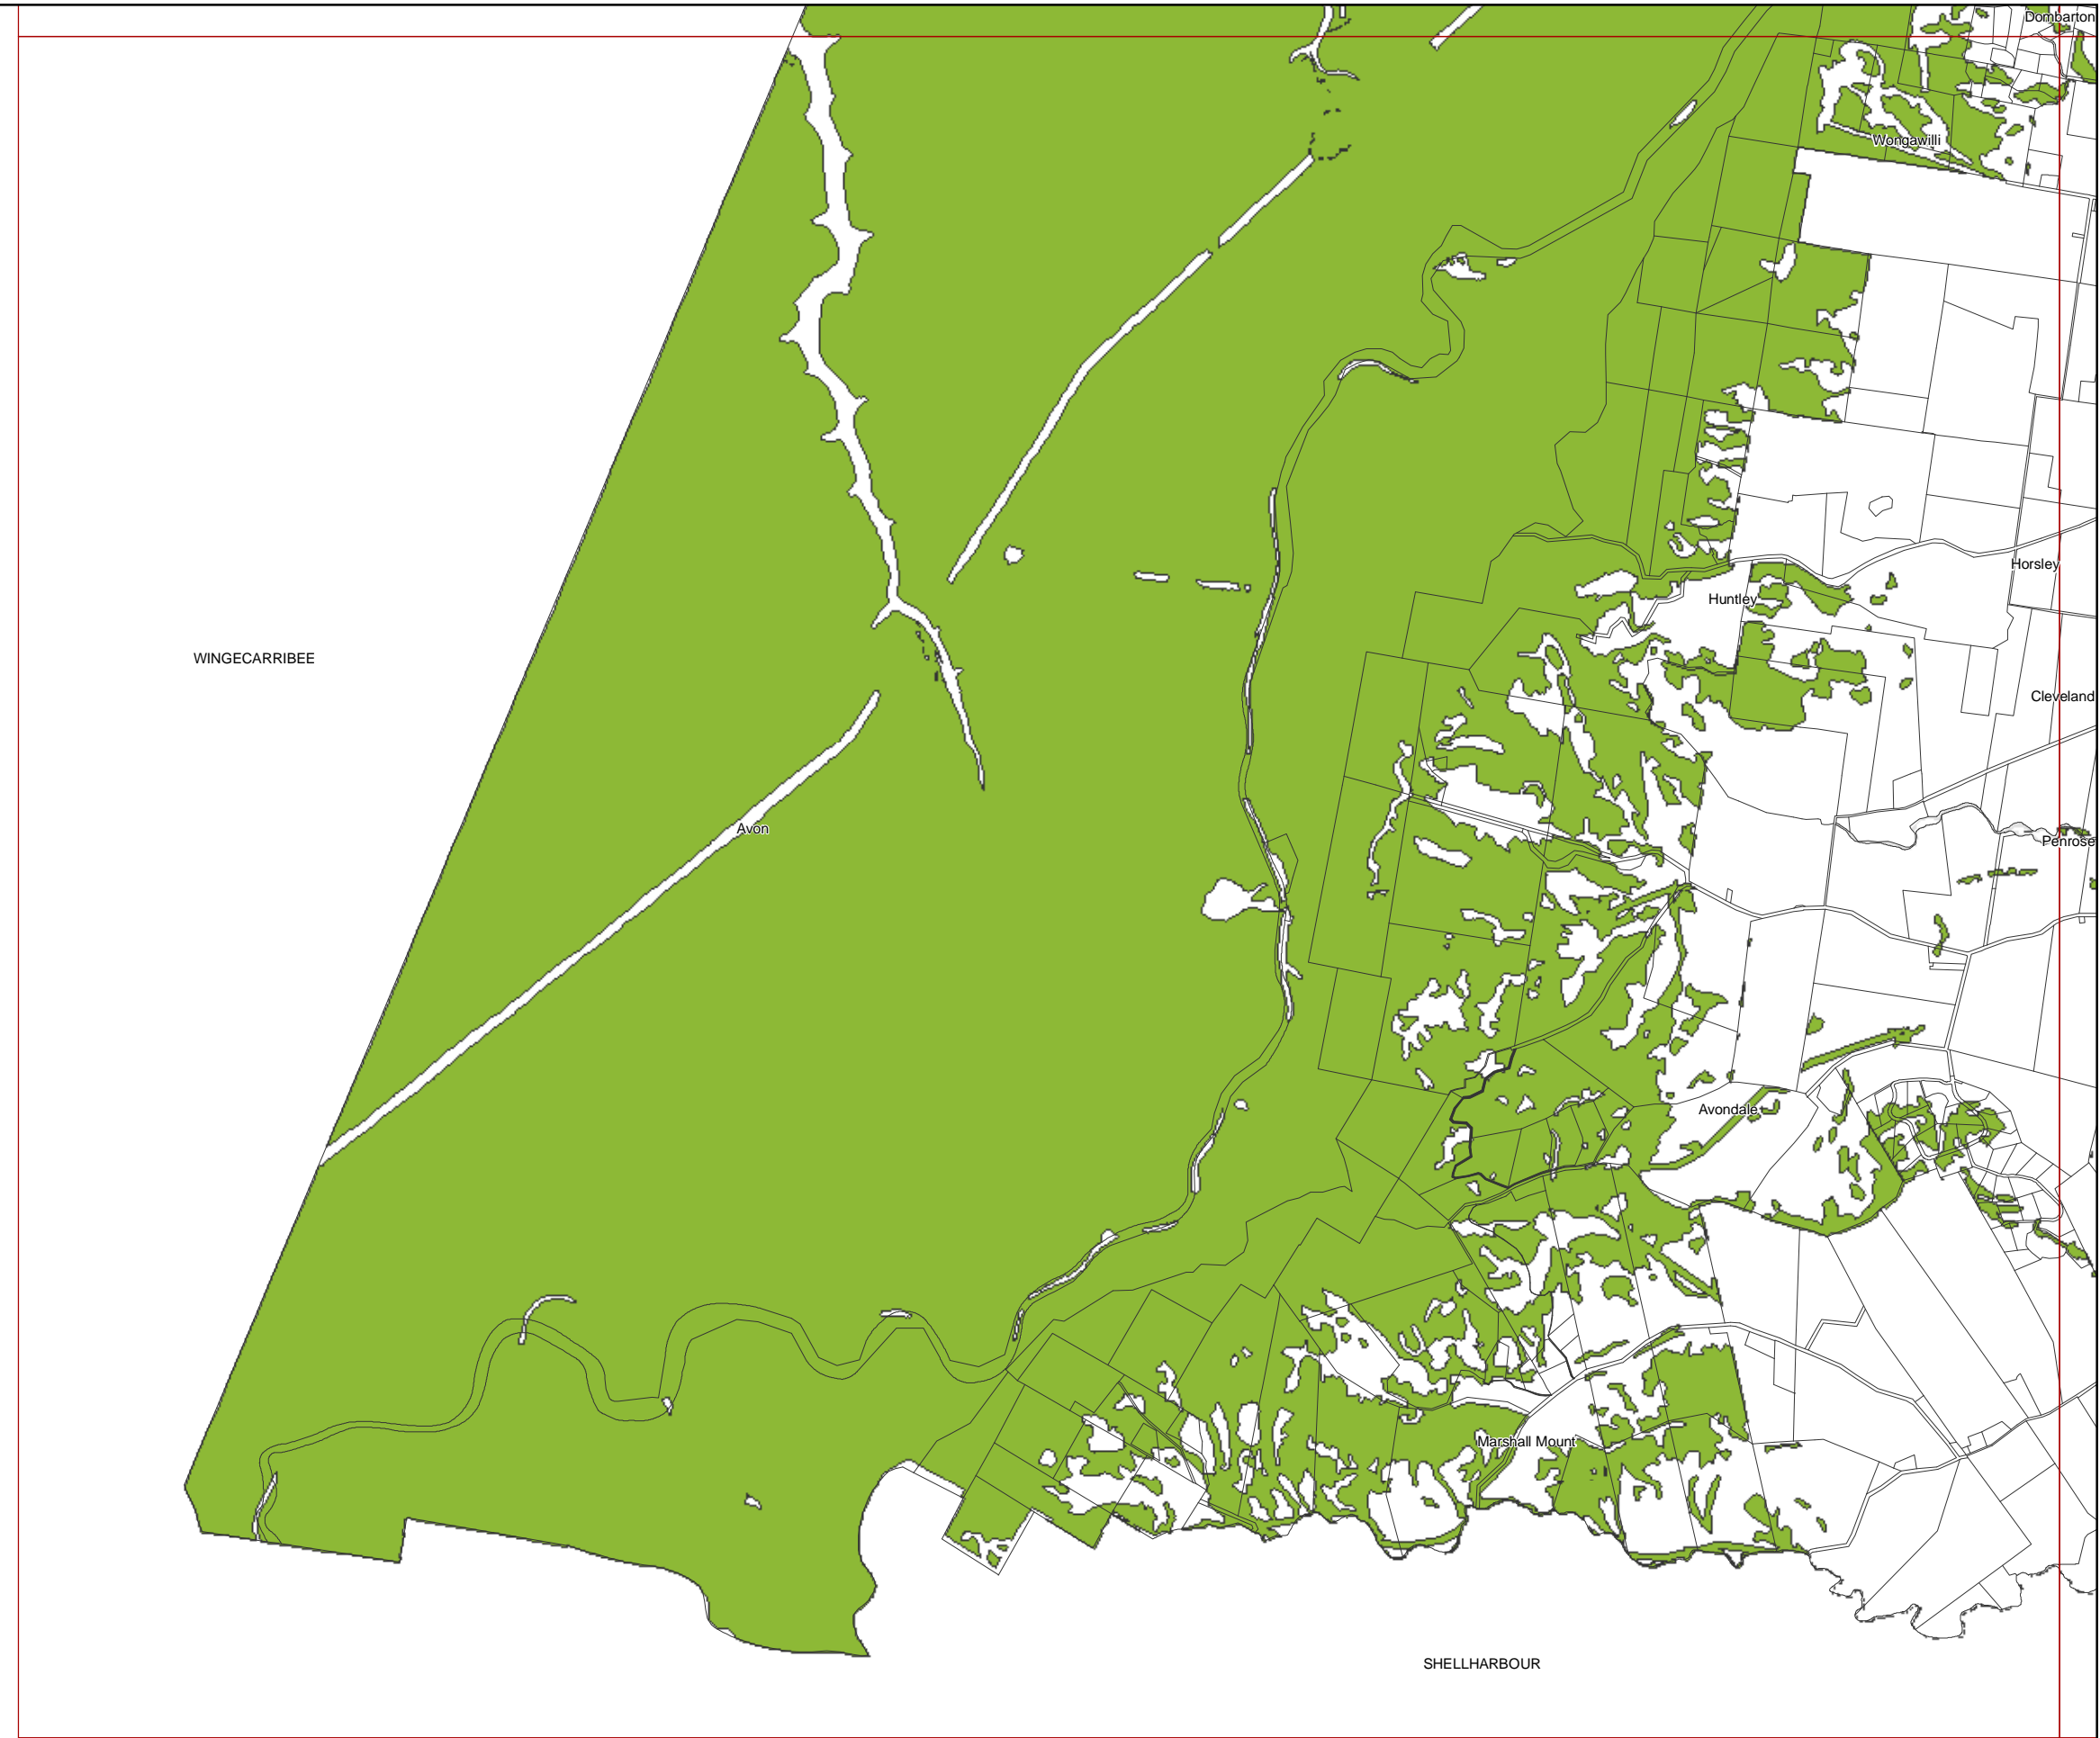 Dombarton
Wongawilli
Horsley
Huntley
WINGECARRIBEE
Cleveland
Avon
Penrose
Avondale
Marshall Mount
SHELLHARBOUR